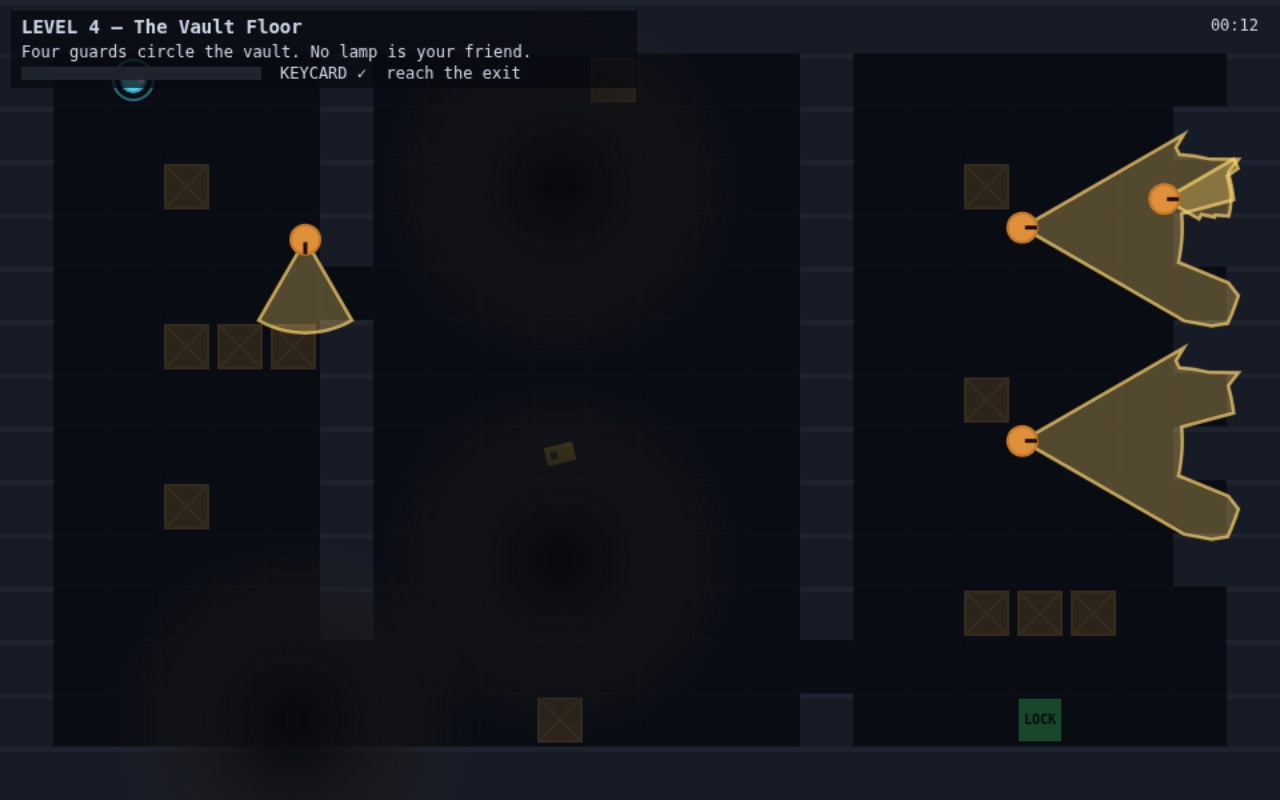 LEVEL 4 — The Vault Floor
00:12
Four guards circle the vault. No lamp is your friend.
KEYCARD ✓ reach the exit
LOCK